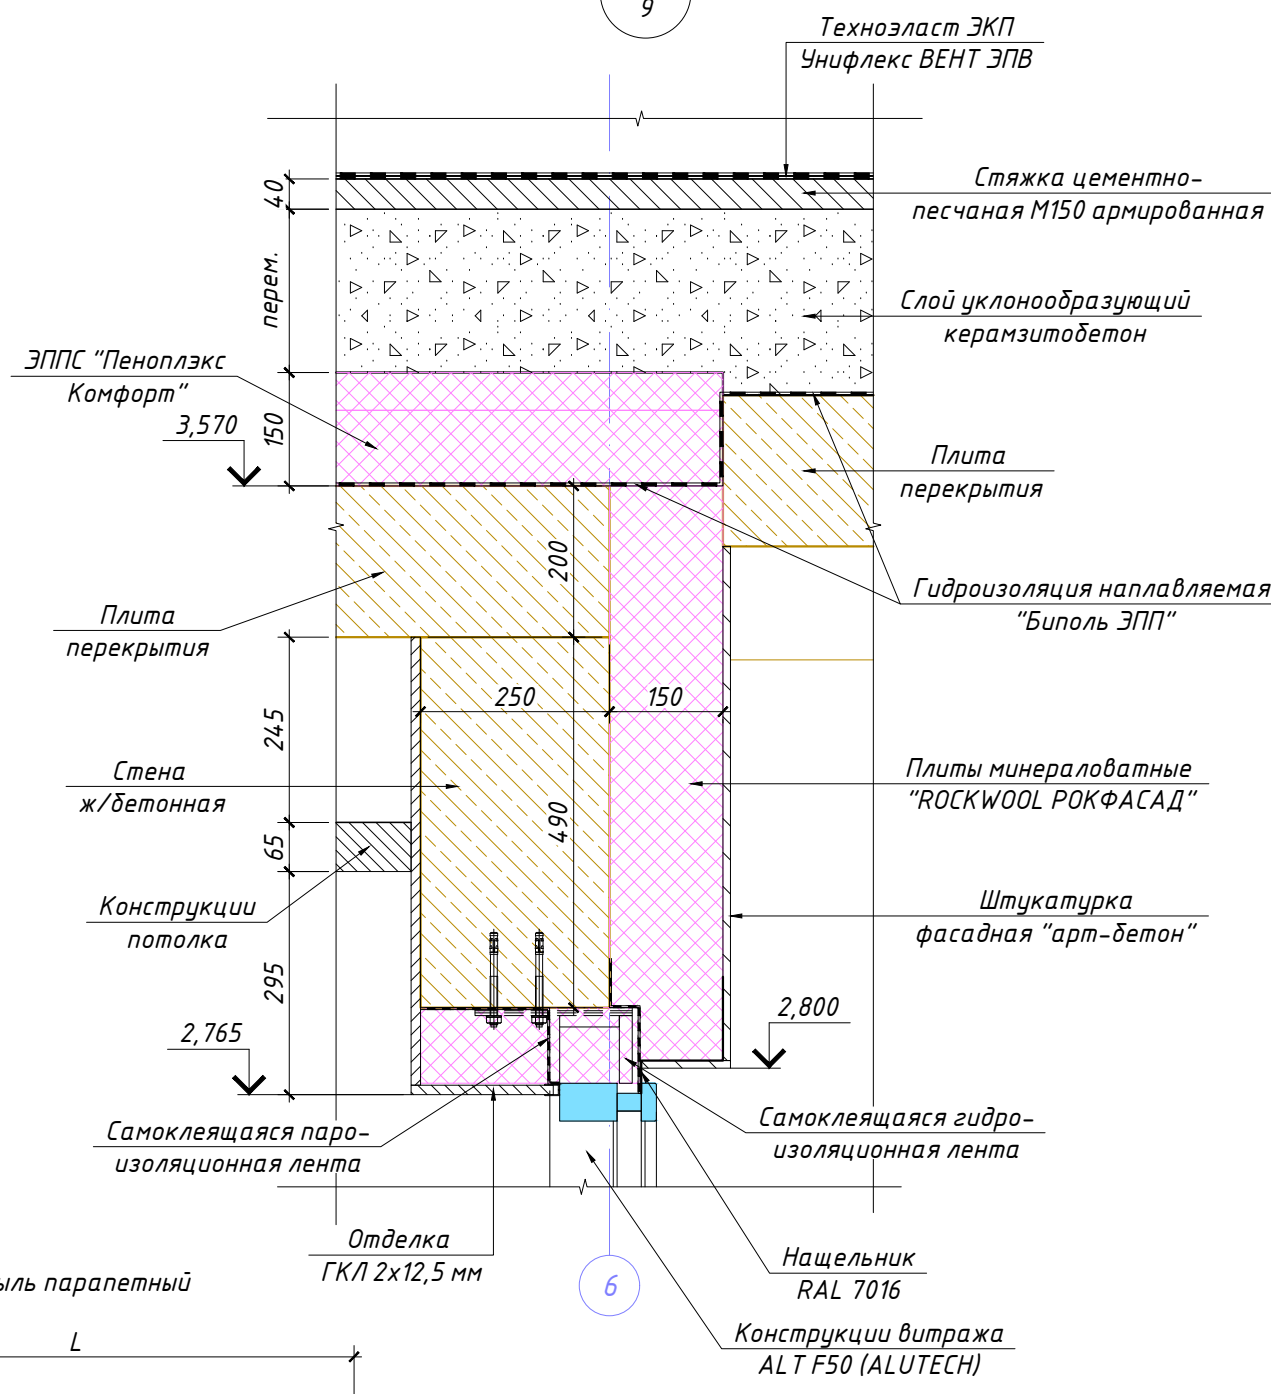 9
Техноэласт ЭКП
Унифлекс ВЕНТ ЭПВ
40
Стяжка цементно-
песчаная М150 армированная
перем.
Слой уклонообразующий
керамзитобетон
ЭППС "Пеноплэкс
Комфорт"
150
3,570
Плита
перекрытия
200
Гидроизоляция наплавляемая
"Биполь ЭПП"
Плита
перекрытия
250
150
245
Стена
ж/бетонная
Плиты минераловатные
"ROCKWOOL РОКФАСАД"
490
65
Конструкции
потолка
Штукатурка
фасадная "арт-бетон"
295
2,765
2,800
Самоклеящаяся паро-
изоляционная лента
Самоклеящаяся гидро-
изоляционная лента
Отделка
ГКЛ 2х12,5 мм
6
Нащельник
RAL 7016
Конструкции витража
ALT F50 (ALUTECH)
ыль парапетный
L